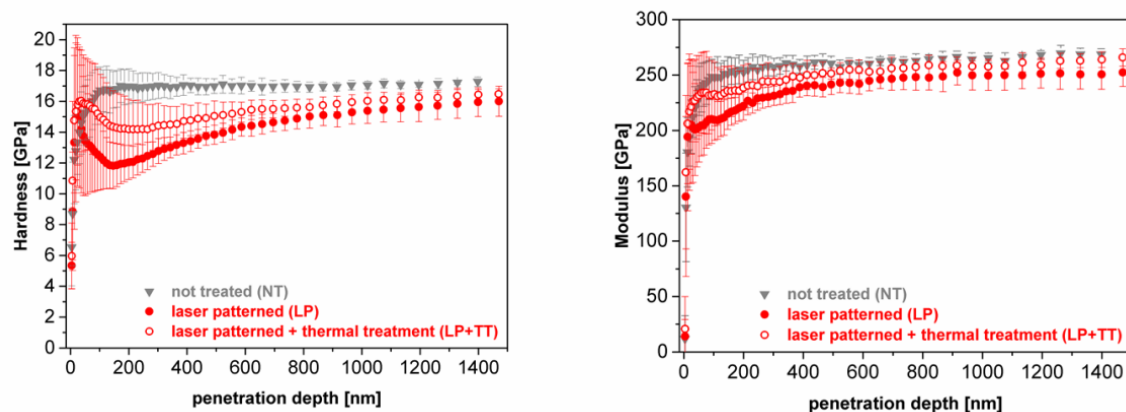 20
18
16
14
12
10
8
6
4
2
0
Hardness [GPa]
not treated (NT)
laser patterned (LP)
laser patterned + thermal treatment (LP+TT)
0 200 400 600 800 1000 1200 1400
penetration depth [nm]
300
250
200
150
100
50
0
Modulus [GPa]
not treated (NT)
laser patterned (LP)
laser patterned + thermal treatment (LP+TT)
0 200 400 600 800 1000 1200 1400
penetration depth [nm]